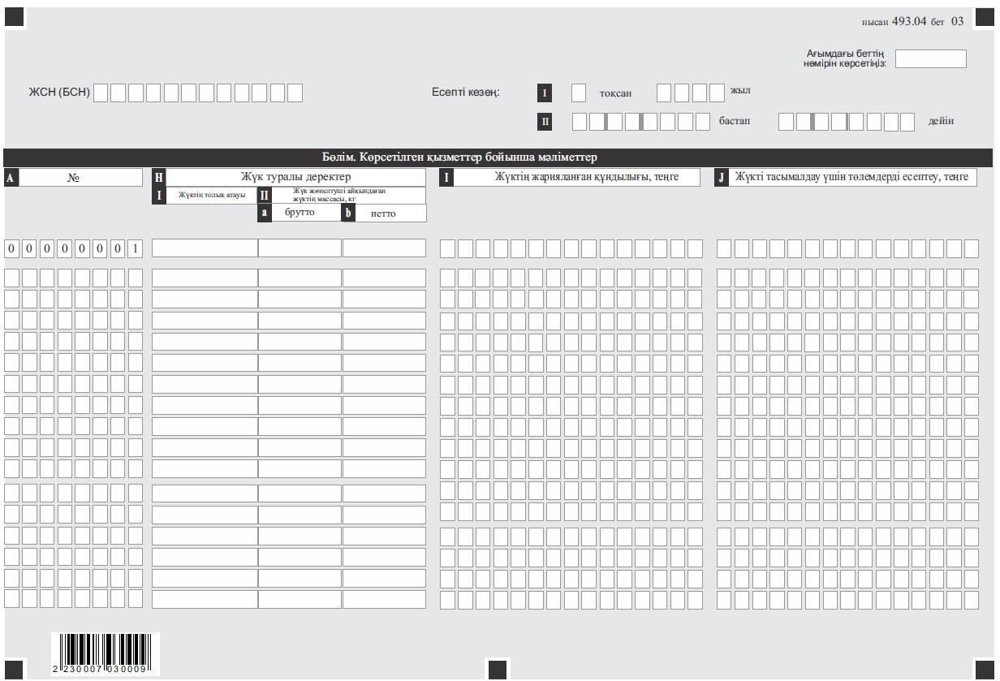 нысан 493.04 бет 03
Ағымдағы беттің
нөмірін көрсетіңіз:
ЖСН (БСН)
Есепті кезең:
I
тоқсан
жыл
II
бастап
дейін
Бөлім. Көрсетілген қызметтер бойынша мәліметтер
A №
H Жүк туралы деректер
I Жүктің жарияланған құндылығы, теңге
J Жүкті тасымалдау үшін төлемдерді есептеу, теңге
I Жүктің толық атауы
II Жүк жөнелтуші айқындаған
жүктің массасы, кг
a брутто
b нетто
0 0 0 0 0 0 0 1
2 230007 030009